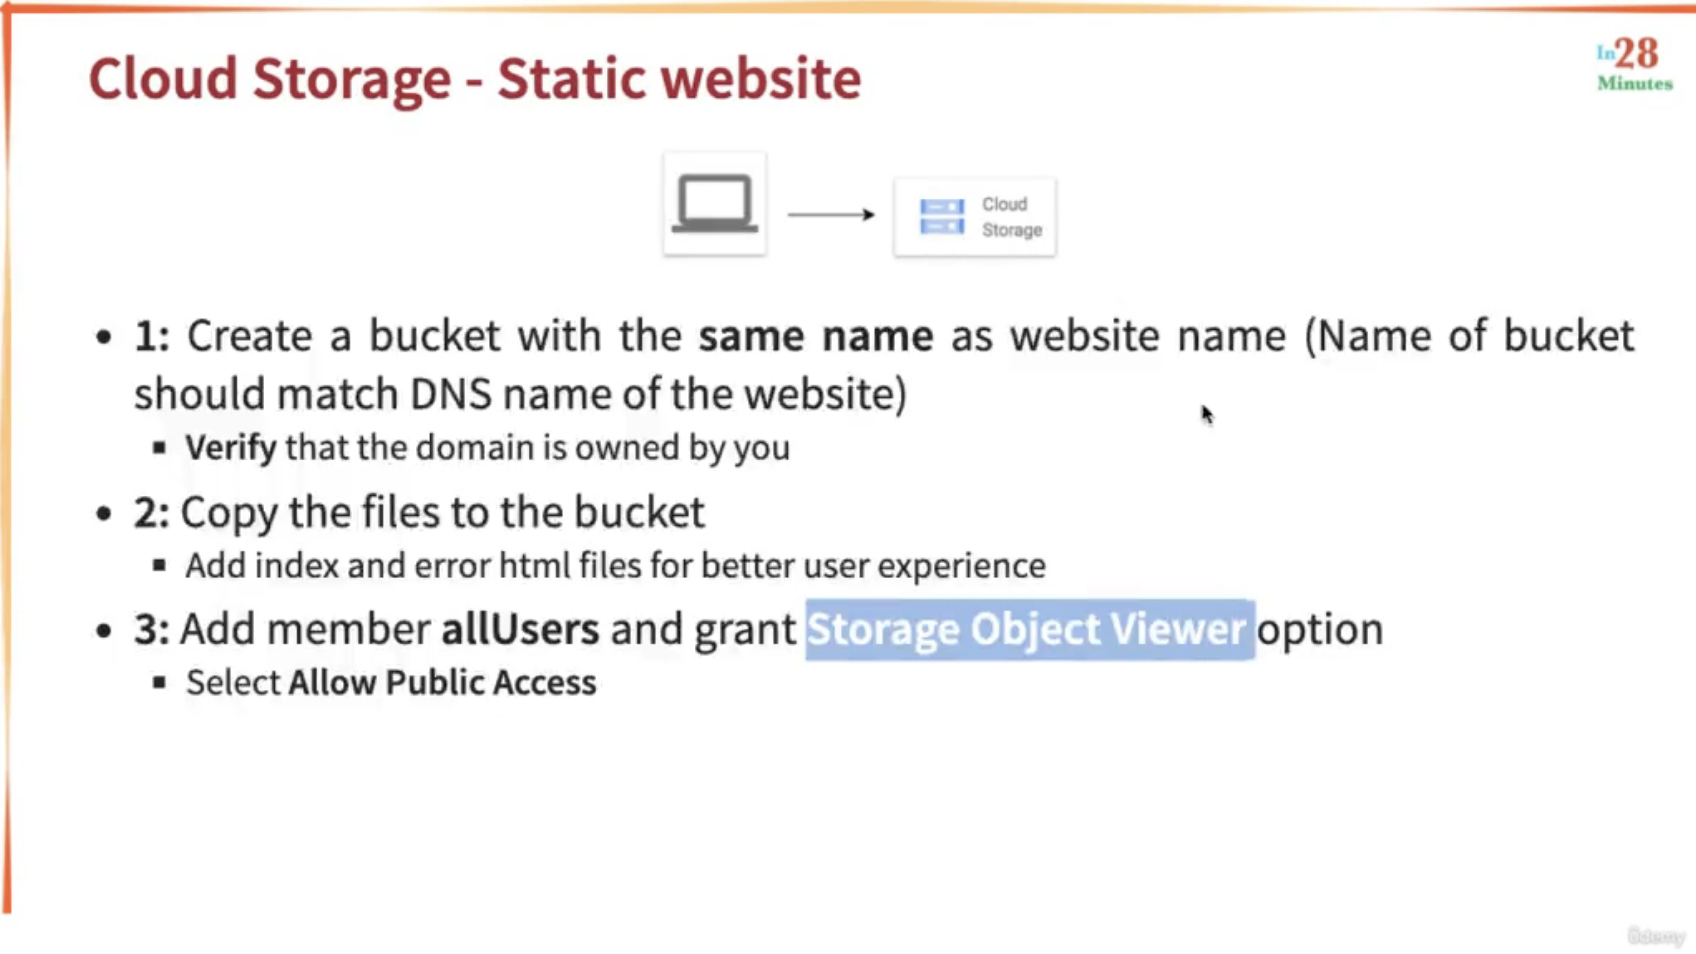 Cloud Storage - Static website
In28
Minutes
Cloud
Storage
• 1: Create a bucket with the same name as website name (Name of bucket
should match DNS name of the website)
▪ Verify that the domain is owned by you
• 2: Copy the files to the bucket
▪ Add index and error html files for better user experience
• 3: Add member allUsers and grant Storage Object Viewer option
▪ Select Allow Public Access
ûdemy